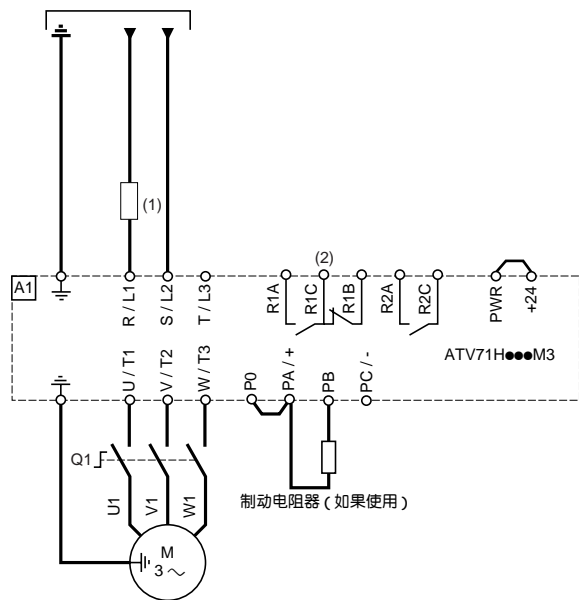 (1)
(2)
A1
R / L1
S / L2
T / L3
R1A
R1C
R1B
R2A
R2C
PWR
+24
ATV71H●●●M3
U / T1
V / T2
W / T3
P0
PA / +
PB
PC / -
Q1
U1
V1
W1
制动电阻器 ( 如果使用 )
M
3 ~